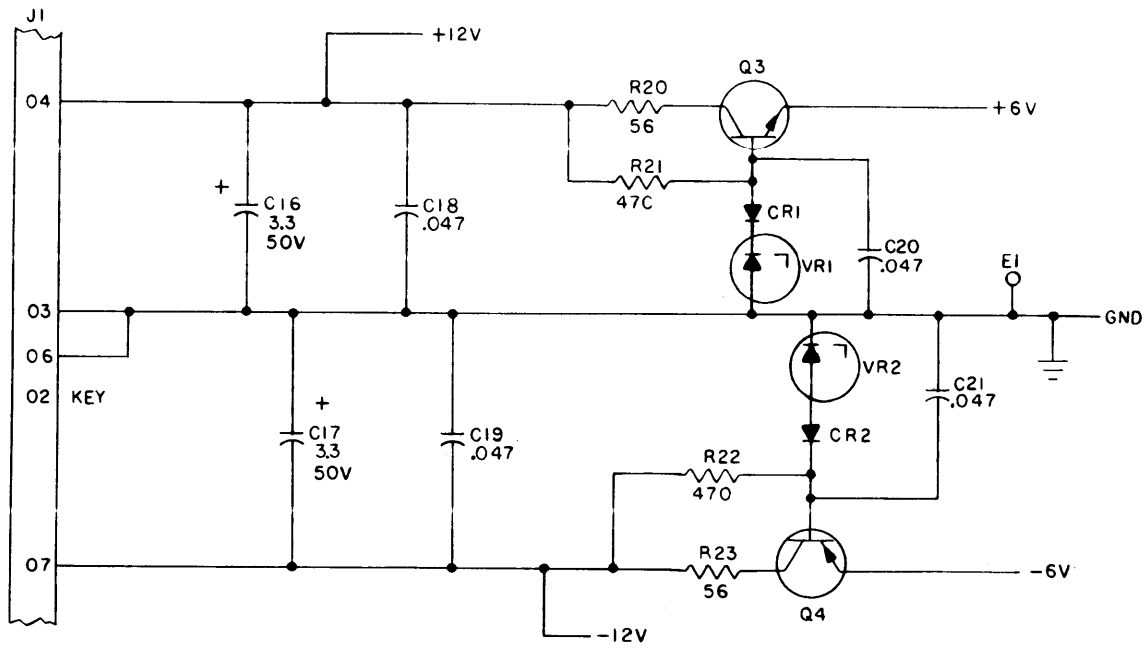 J1
+12V
04
R20
56
Q3
+6V
R21
47C
+
C16
3.3
50V
C18
.047
CR1
VR1
C20
.047
E1
03
GND
06
02 KEY
VR2
+
C17
3.3
50V
C19
.047
C21
.047
CR2
R22
470
07
R23
56
Q4
-6V
-12V